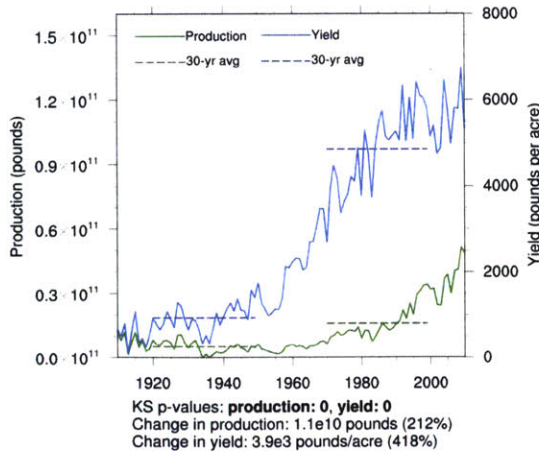 1.5 · 10¹¹
1.2 · 10¹¹
0.9 · 10¹¹
0.6 · 10¹¹
0.3 · 10¹¹
0.0 · 10¹¹
Production (pounds)
Production
Yield
30-yr avg
30-yr avg
8000
6000
4000
2000
0
Yield (pounds per acre)
1920
1940
1960
1980
2000
KS p-values: production: 0, yield: 0
Change in production: 1.1e10 pounds (212%)
Change in yield: 3.9e3 pounds/acre (418%)